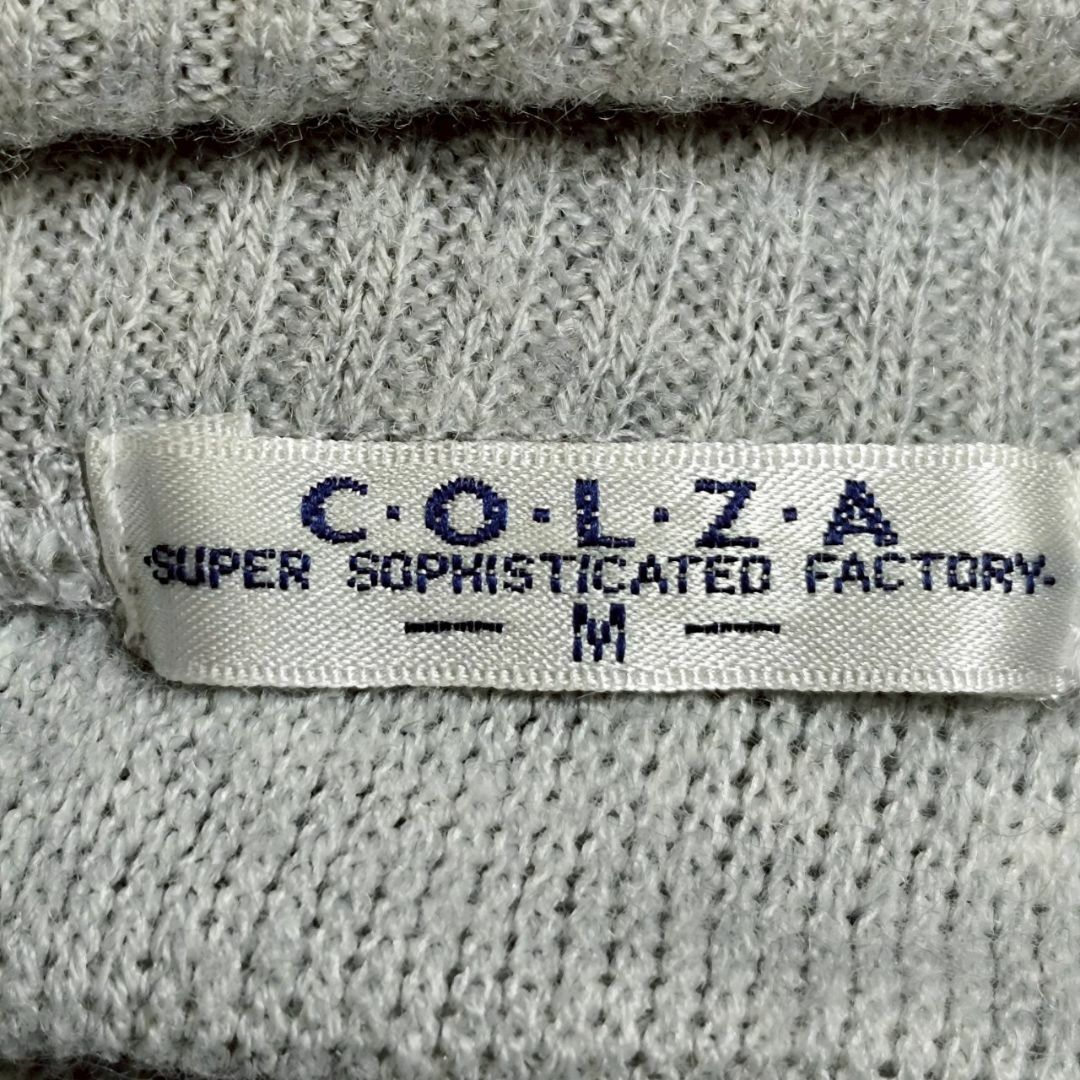 C·O·L·Z·A
·SUPER SOPHISTICATED FACTORY·
— M —